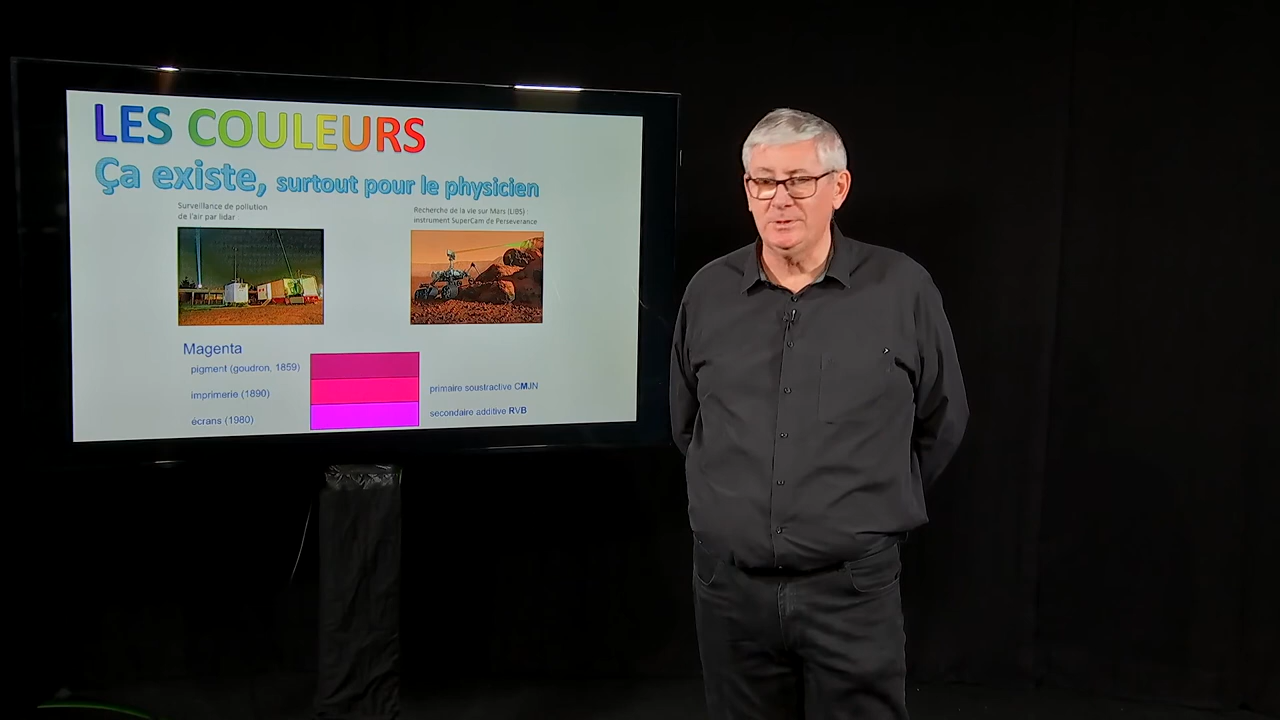 LES COULEURS
Ça existe, surtout pour le physicien
Surveillance de pollution
de l'air par lidar
Recherche de la vie sur Mars (LIBS) :
instrument SuperCam de Perseverance
Magenta
pigment (goudron, 1859)
imprimerie (1890)
primaire soustractive CMJN
écrans (1980)
secondaire additive RVB